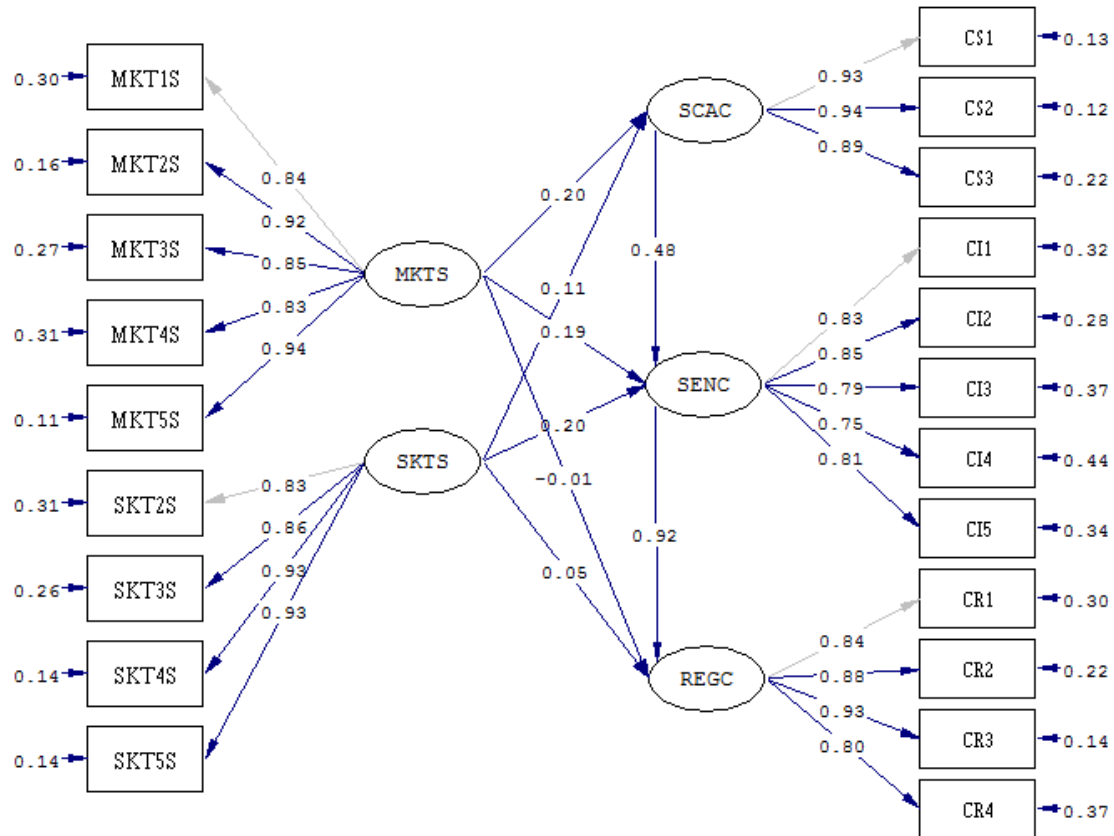 0.30 MKT1S
0.16 MKT2S
0.27 MKT3S
0.31 MKT4S
0.11 MKT5S
0.31 SKT2S
0.26 SKT3S
0.14 SKT4S
0.14 SKT5S
0.84
0.92
0.85
0.83
0.94
0.83
0.86
0.93
0.93
MKTS
SKTS
0.20
0.11
0.19
0.20
-0.01
0.05
SCAC
0.48
SENC
0.92
REGC
0.93
0.94
0.89
0.83
0.85
0.79
0.75
0.81
0.84
0.88
0.93
0.80
CS1 0.13
CS2 0.12
CS3 0.22
CI1 0.32
CI2 0.28
CI3 0.37
CI4 0.44
CI5 0.34
CR1 0.30
CR2 0.22
CR3 0.14
CR4 0.37